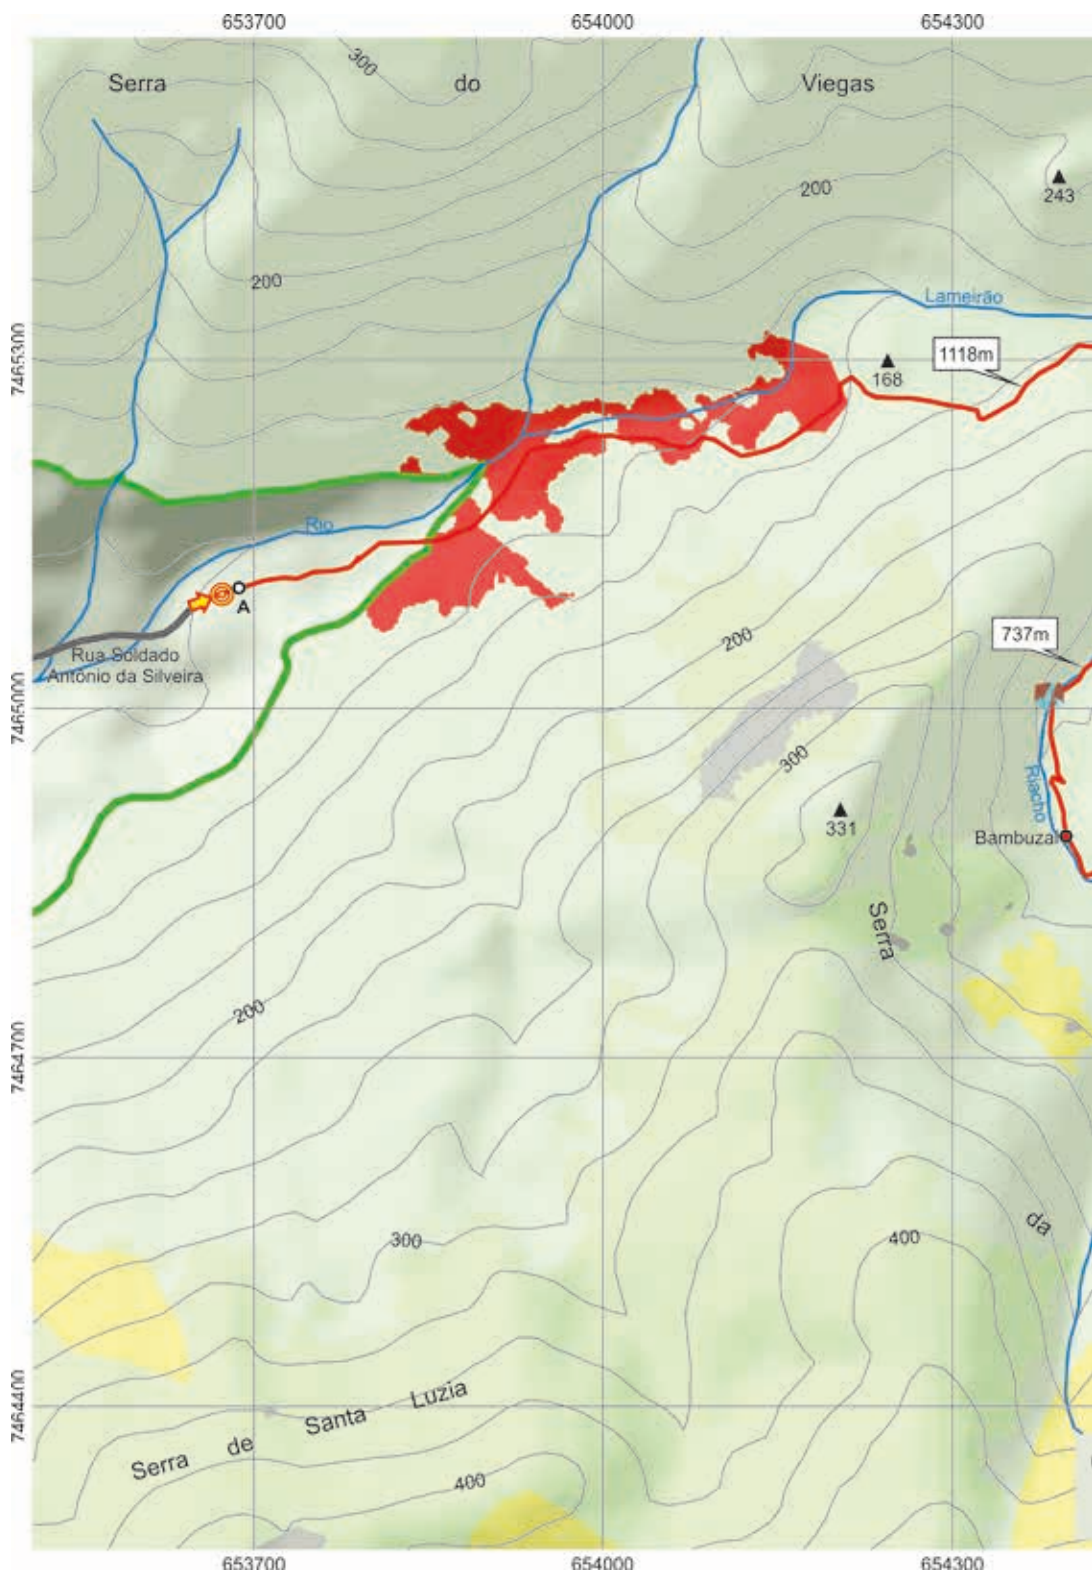 653700 654000 654300
300
Serra do Viegas
243
200
200
Lameirão
7465300
1118m
168
Rio
A
Rua Soldado
Antônio da Silveira
200
737m
7465000
300
Riacho
331
Bambuzal
Serra
200
7464700
da
300
400
7464400
Serra de Santa Luzia
400
653700 654000 654300